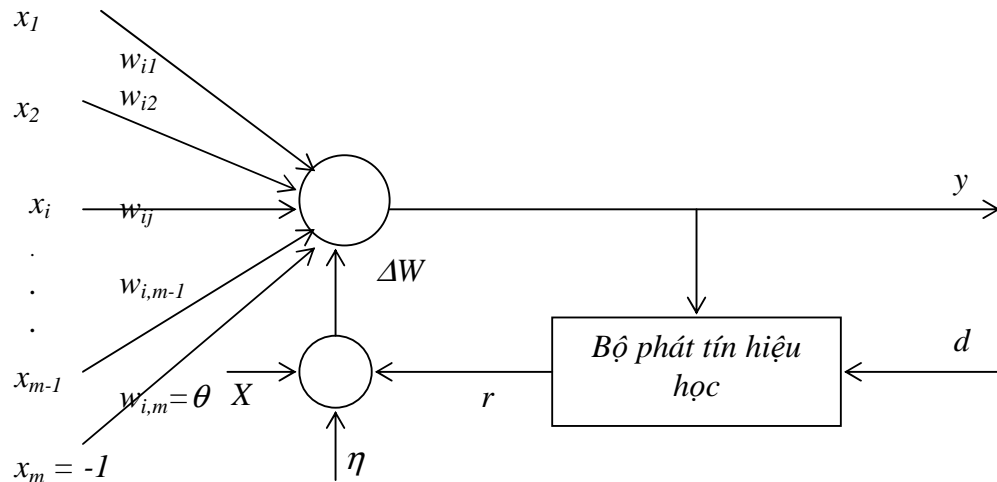 x1
wi1
wi2
x2
xi
wij
y
.
.
.
ΔW
wi,m-1
Bộ phát tín hiệu
học
d
xm-1
wi,m=θ
X
r
η
xm = -1